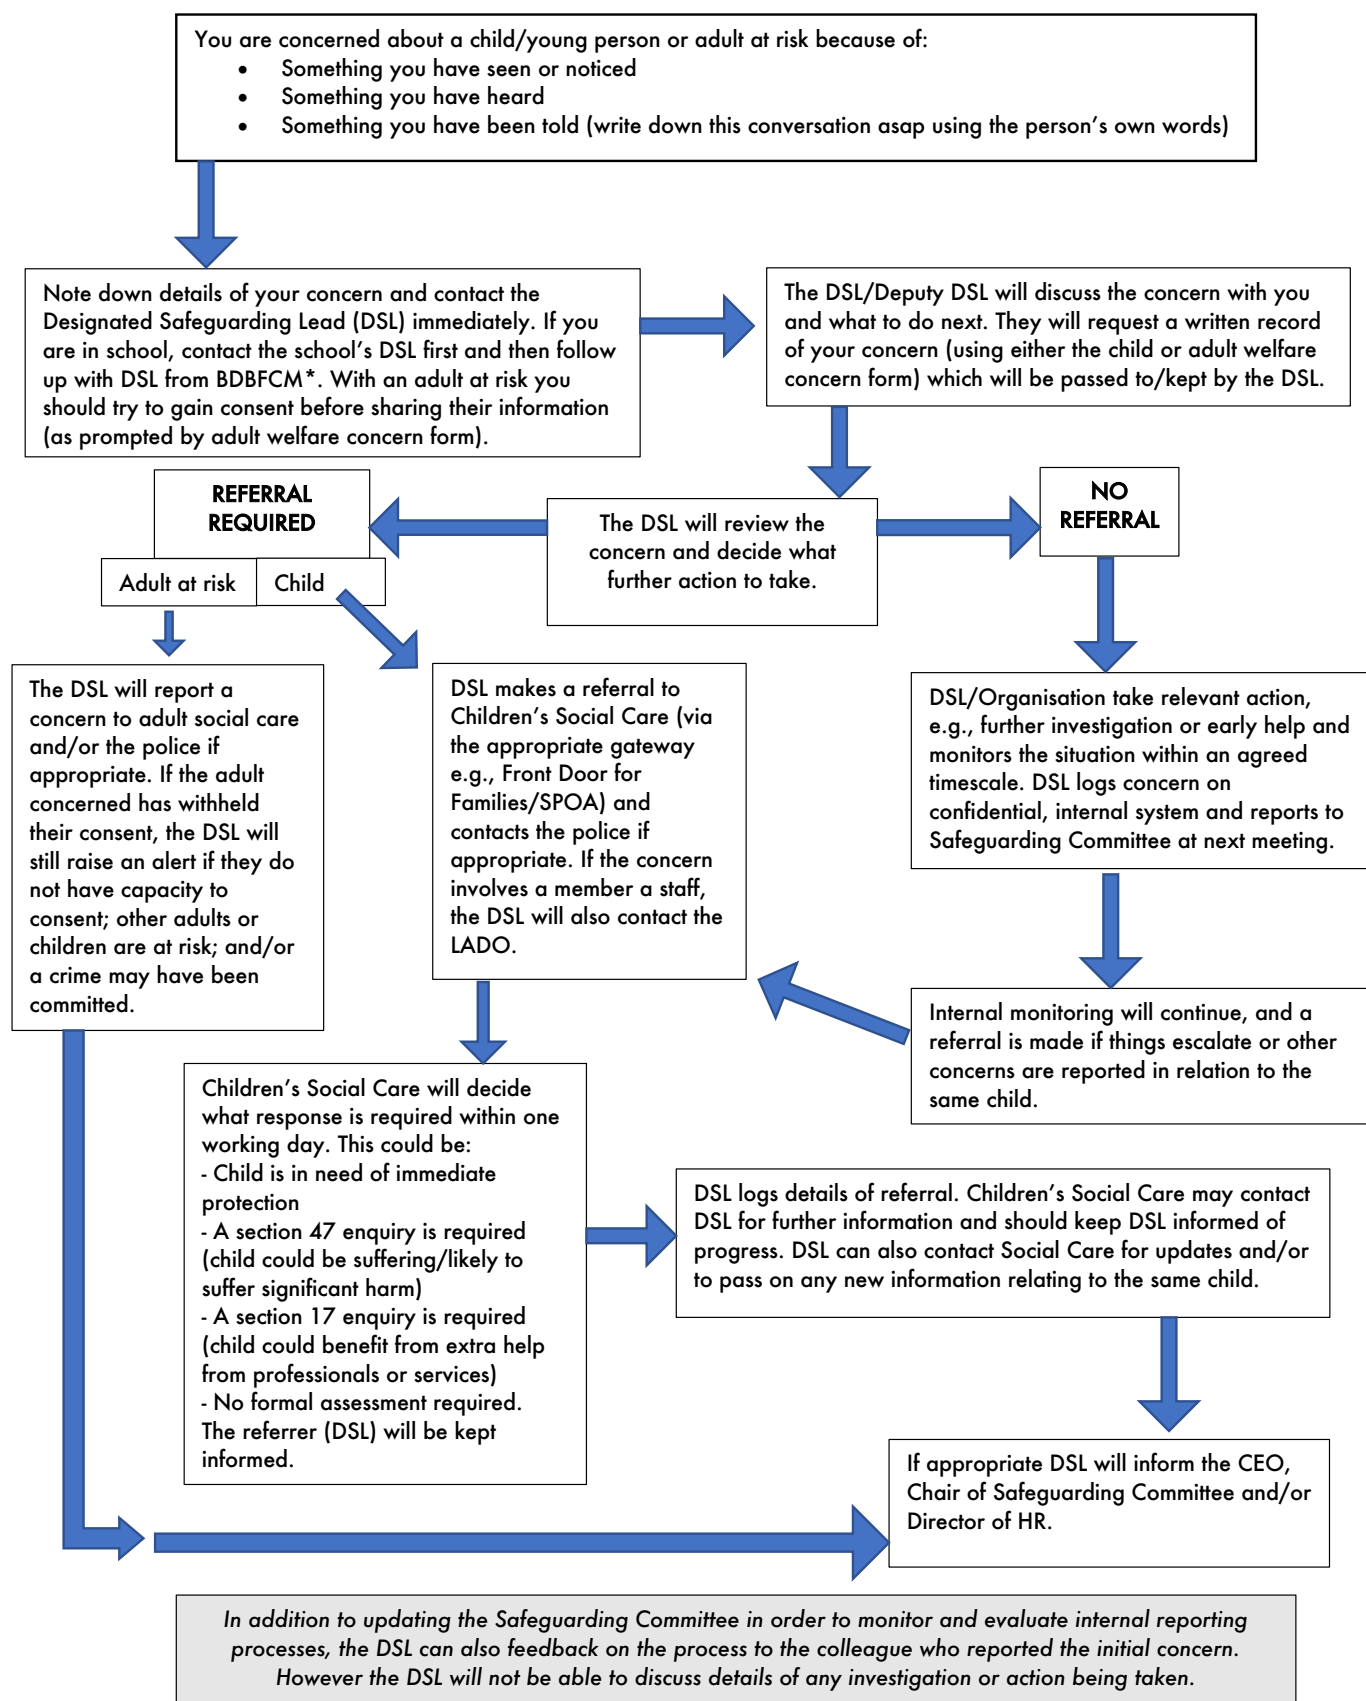 You are concerned about a child/young person or adult at risk because of:
• Something you have seen or noticed
• Something you have heard
• Something you have been told (write down this conversation asap using the person's own words)
Note down details of your concern and contact the
Designated Safeguarding Lead (DSL) immediately. If you
are in school, contact the school's DSL first and then follow
up with DSL from BDBFCM*. With an adult at risk you
should try to gain consent before sharing their information
(as prompted by adult welfare concern form).
The DSL/Deputy DSL will discuss the concern with you
and what to do next. They will request a written record
of your concern (using either the child or adult welfare
concern form) which will be passed to/kept by the DSL.
REFERRAL
REQUIRED
Adult at risk
Child
The DSL will review the
concern and decide what
further action to take.
NO
REFERRAL
The DSL will report a
concern to adult social care
and/or the police if
appropriate. If the adult
concerned has withheld
their consent, the DSL will
still raise an alert if they do
not have capacity to
consent; other adults or
children are at risk; and/or
a crime may have been
committed.
DSL makes a referral to
Children's Social Care (via
the appropriate gateway
e.g., Front Door for
Families/SPOA) and
contacts the police if
appropriate. If the concern
involves a member a staff,
the DSL will also contact the
LADO.
DSL/Organisation take relevant action,
e.g., further investigation or early help and
monitors the situation within an agreed
timescale. DSL logs concern on
confidential, internal system and reports to
Safeguarding Committee at next meeting.
Internal monitoring will continue, and a
referral is made if things escalate or other
concerns are reported in relation to the
same child.
Children's Social Care will decide
what response is required within one
working day. This could be:
- Child is in need of immediate
protection
- A section 47 enquiry is required
(child could be suffering/likely to
suffer significant harm)
- A section 17 enquiry is required
(child could benefit from extra help
from professionals or services)
- No formal assessment required.
The referrer (DSL) will be kept
informed.
DSL logs details of referral. Children's Social Care may contact
DSL for further information and should keep DSL informed of
progress. DSL can also contact Social Care for updates and/or
to pass on any new information relating to the same child.
If appropriate DSL will inform the CEO,
Chair of Safeguarding Committee and/or
Director of HR.
In addition to updating the Safeguarding Committee in order to monitor and evaluate internal reporting
processes, the DSL can also feedback on the process to the colleague who reported the initial concern.
However the DSL will not be able to discuss details of any investigation or action being taken.